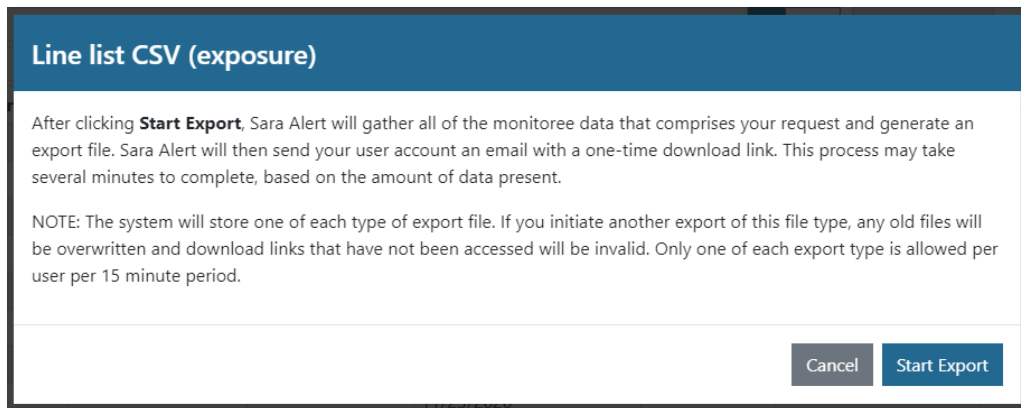 Line list CSV (exposure)
After clicking Start Export, Sara Alert will gather all of the monitoree data that comprises your request and generate an
export file. Sara Alert will then send your user account an email with a one-time download link. This process may take
several minutes to complete, based on the amount of data present.
NOTE: The system will store one of each type of export file. If you initiate another export of this file type, any old files will
be overwritten and download links that have not been accessed will be invalid. Only one of each export type is allowed per
user per 15 minute period.
Cancel Start Export